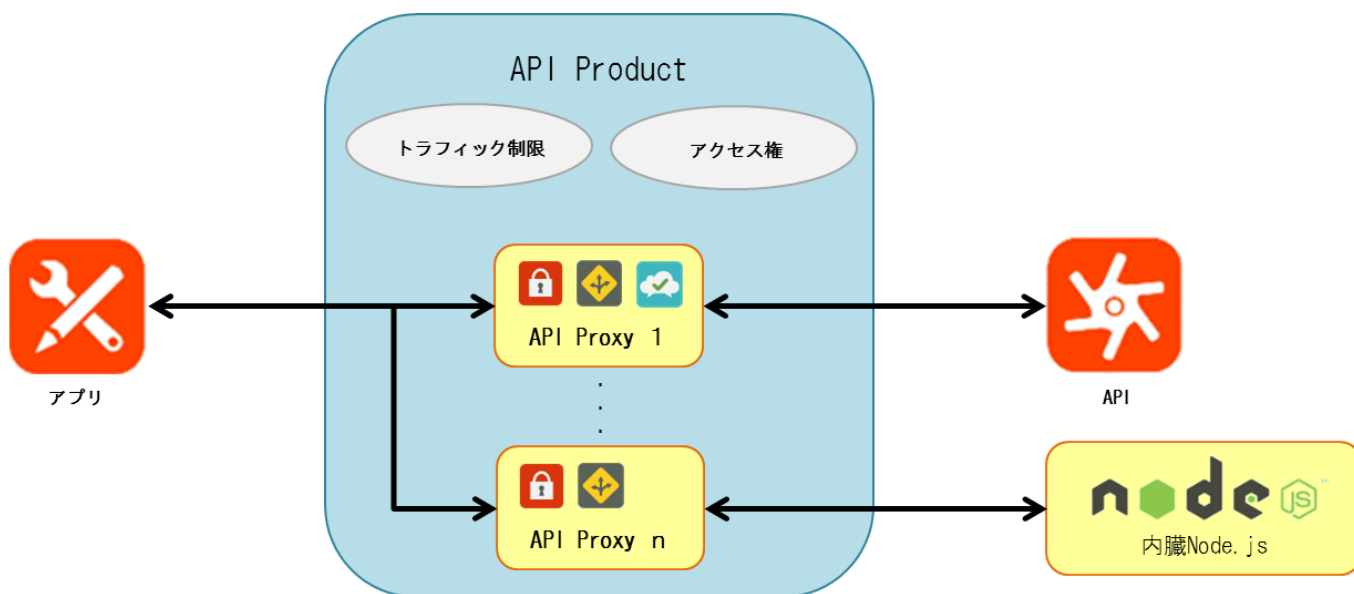 API Product
トラフィック制限
アクセス権
API Proxy 1
アプリ
API
.
.
.
API Proxy n
node
JS
内臓Node.js